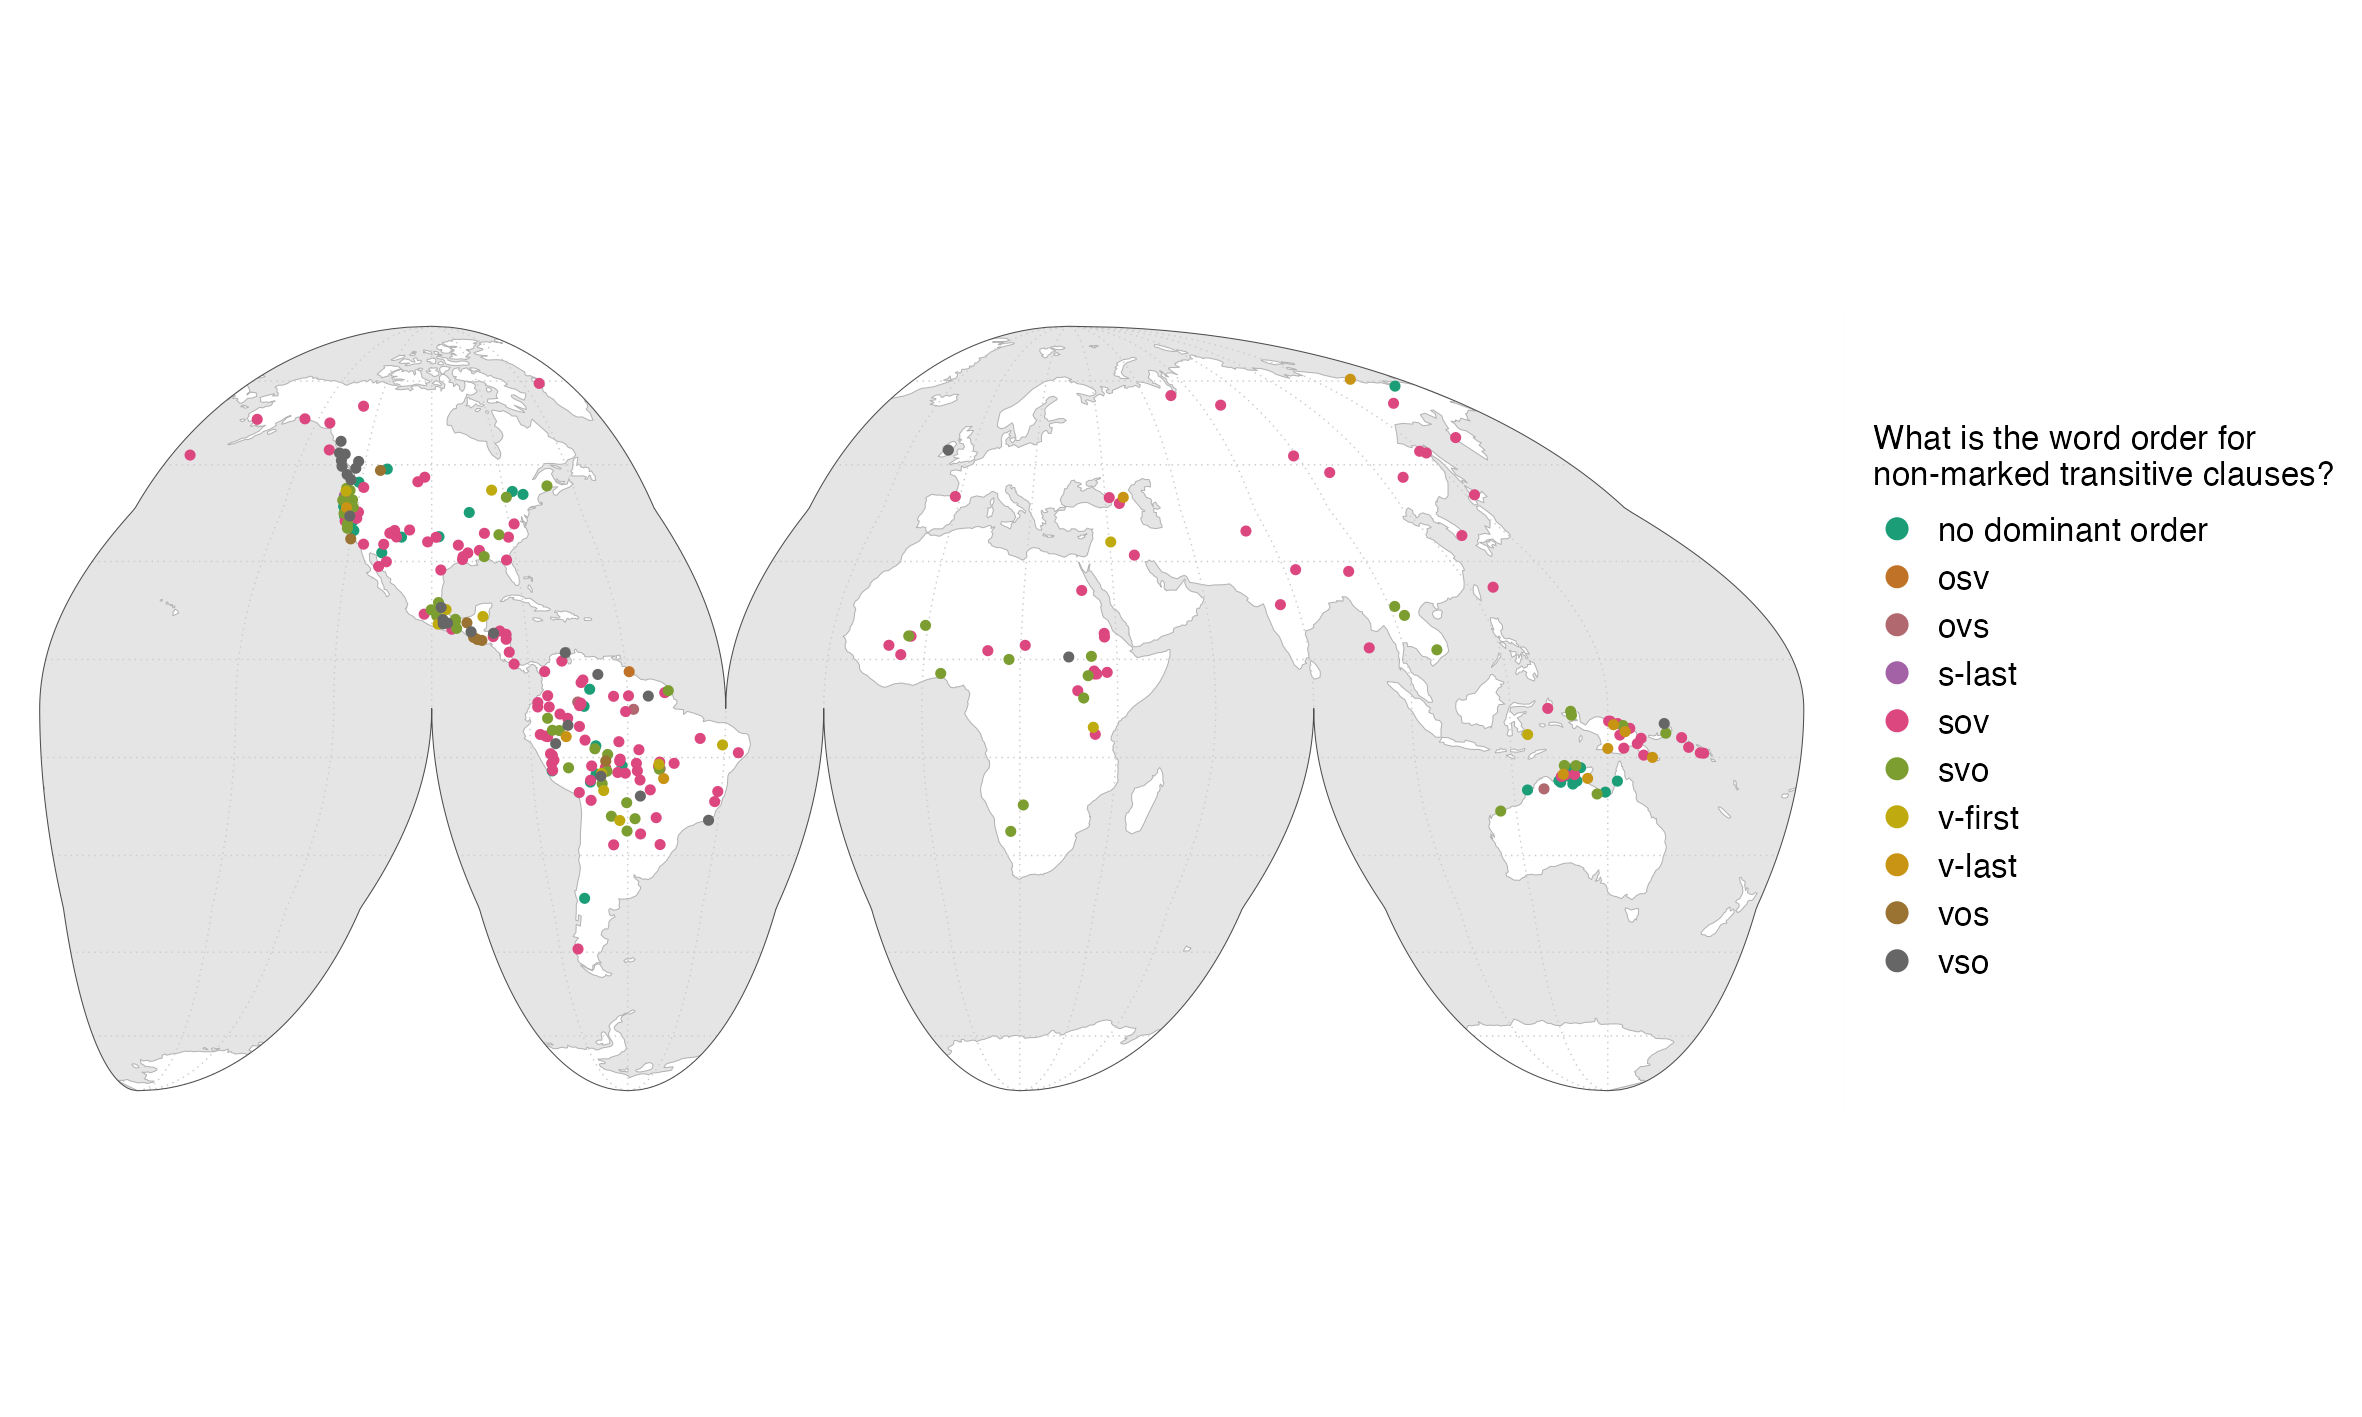 What is the word order for
non-marked transitive clauses?
no dominant order
osv
ovs
s-last
sov
svo
v-first
v-last
vos
vso